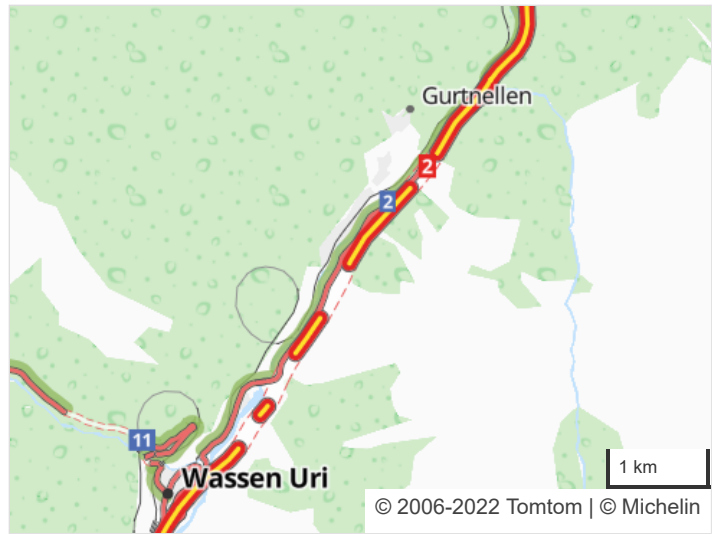 Gurtnellen
2
2
11
Wassen Uri
1 km
© 2006-2022 Tomtom | © Michelin